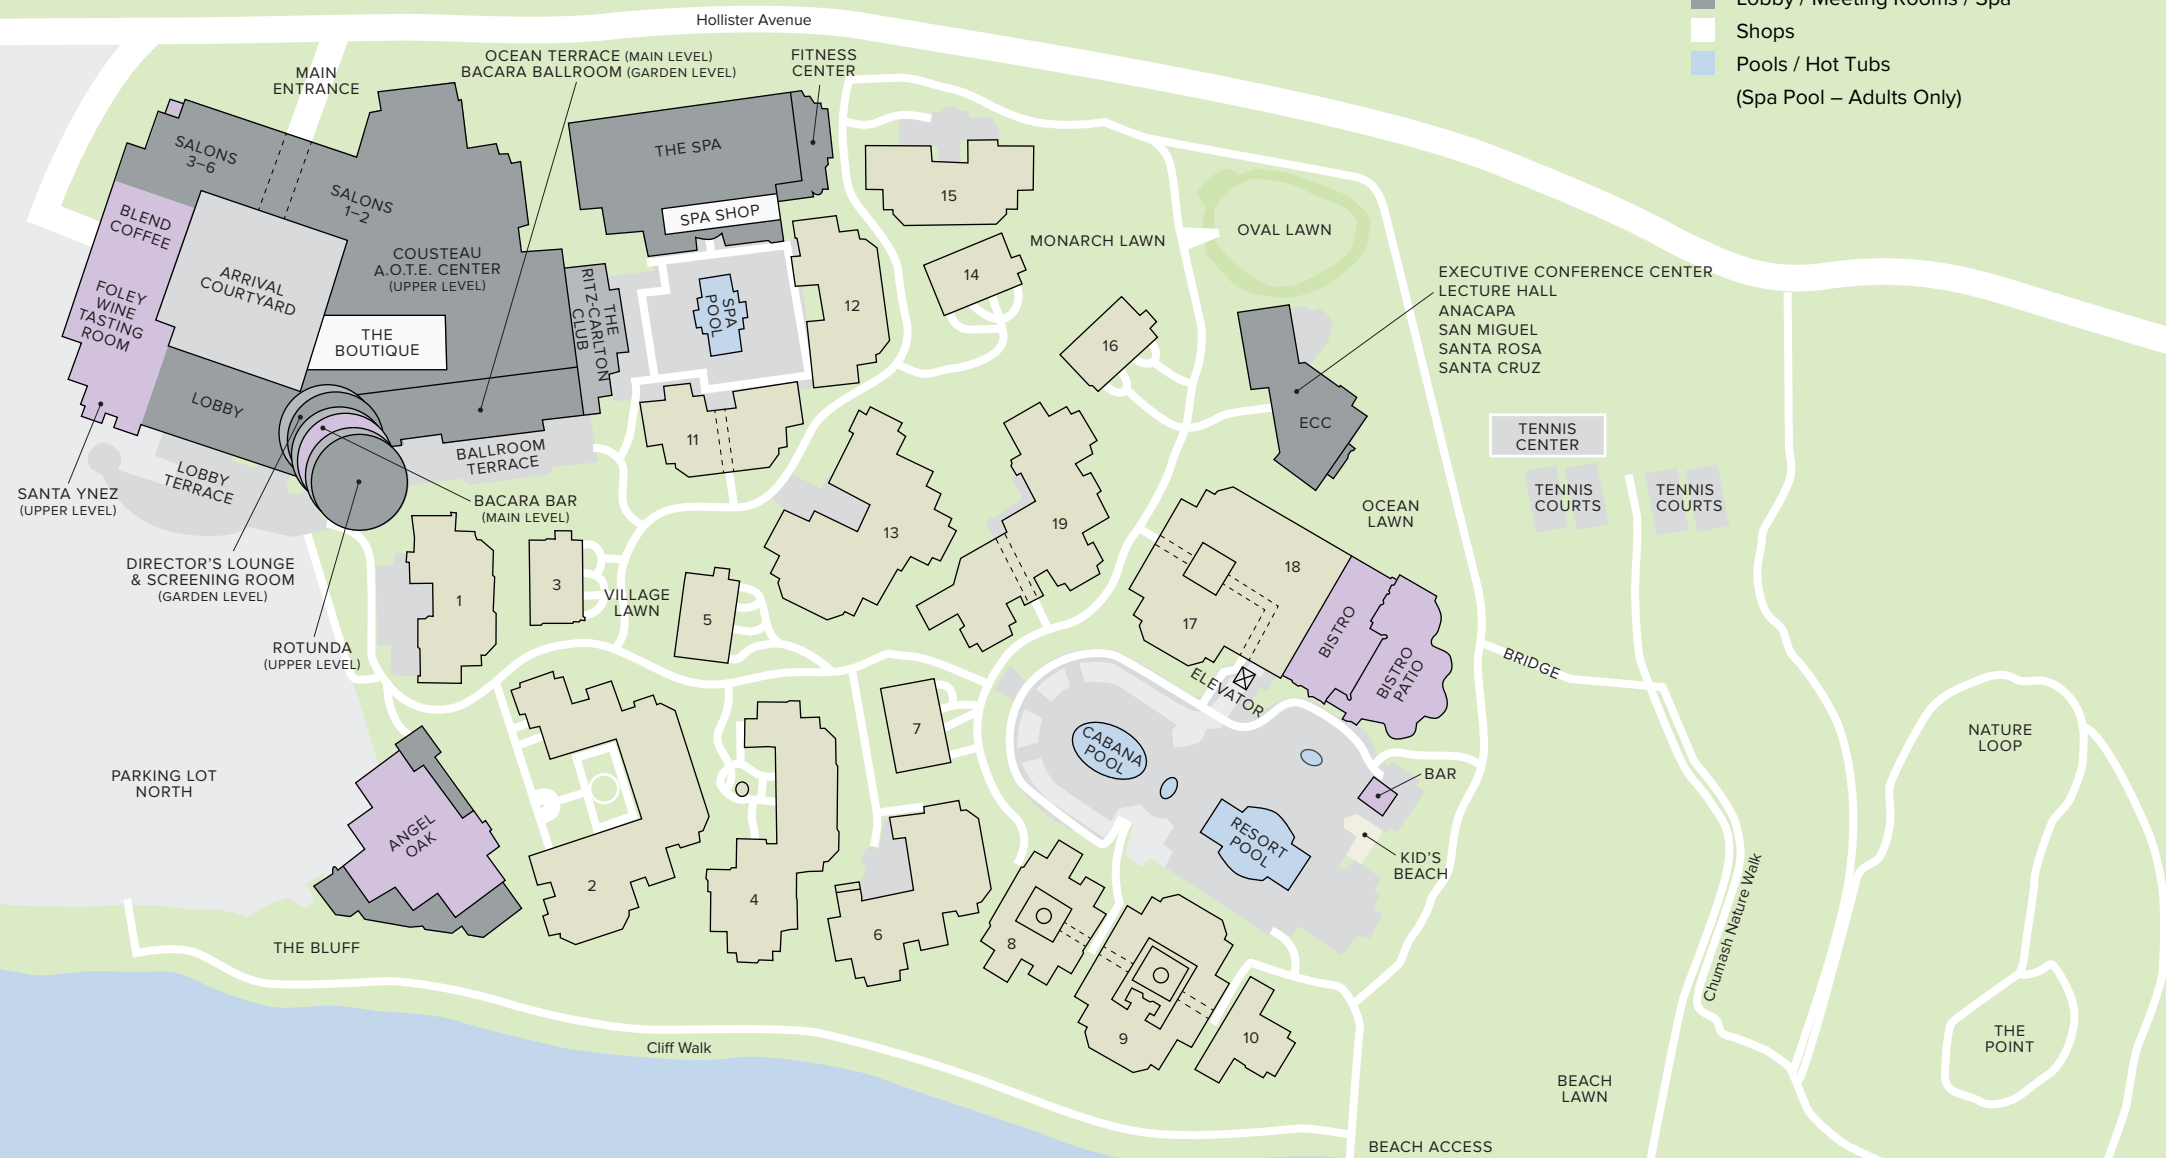 Hollister Avenue
Lobby / Meeting Rooms / Spa
Shops
Pools / Hot Tubs
(Spa Pool – Adults Only)
MAIN
ENTRANCE
OCEAN TERRACE (MAIN LEVEL)
BACARA BALLROOM (GARDEN LEVEL)
FITNESS
CENTER
SALONS
3–6
SALONS
1–2
THE SPA
SPA SHOP
15
BLEND
COFFEE
FOLEY
WINE
TASTING
ROOM
ARRIVAL
COURTYARD
COUSTEAU
A.O.T.E. CENTER
(UPPER LEVEL)
THE
BOUTIQUE
THE
RITZ-CARLTON
CLUB
SPA
POOL
12
14
MONARCH LAWN
OVAL LAWN
16
EXECUTIVE CONFERENCE CENTER
LECTURE HALL
ANACAPA
SAN MIGUEL
SANTA ROSA
SANTA CRUZ
ECC
LOBBY
LOBBY
TERRACE
BALLROOM
TERRACE
11
TENNIS
CENTER
TENNIS
COURTS
TENNIS
COURTS
SANTA YNEZ
(UPPER LEVEL)
BACARA BAR
(MAIN LEVEL)
DIRECTOR'S LOUNGE
& SCREENING ROOM
(GARDEN LEVEL)
ROTUNDA
(UPPER LEVEL)
1
3
VILLAGE
LAWN
5
13
19
OCEAN
LAWN
18
17
BISTRO
BISTRO
PATIO
ELEVATOR
BRIDGE
PARKING LOT
NORTH
ANGEL
OAK
2
4
7
6
CABANA
POOL
RESORT
POOL
BAR
KID'S
BEACH
8
9
10
NATURE
LOOP
Chumash Nature Walk
THE
POINT
THE BLUFF
Cliff Walk
BEACH
LAWN
BEACH ACCESS